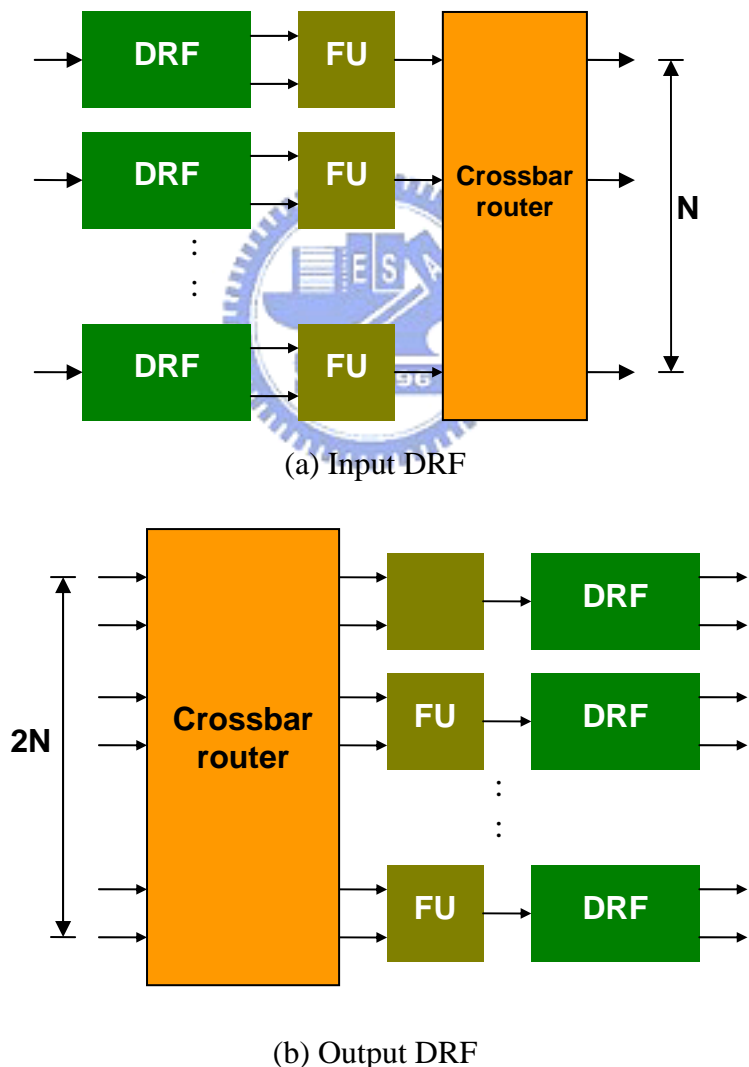 DRF
FU
DRF
FU
Crossbar
router
N
:
:
E S A
DRF
FU
96
(a) Input DRF
DRF
2N
Crossbar
router
FU
DRF
:
:
FU
DRF
(b) Output DRF